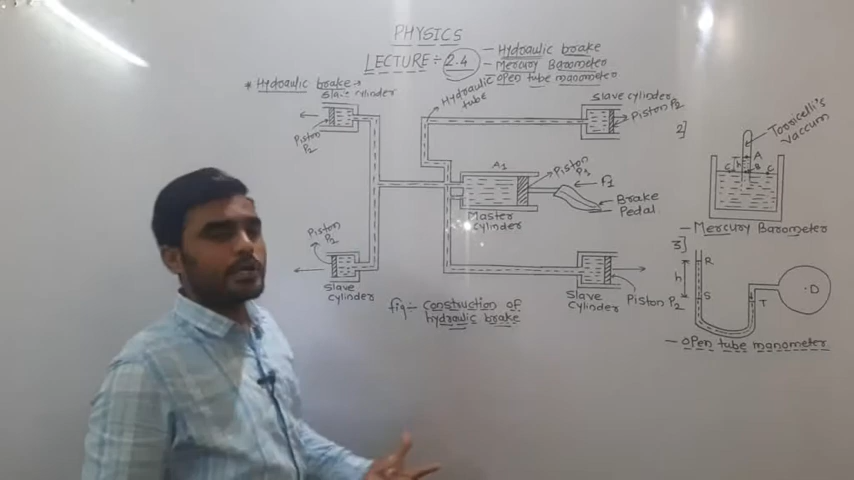 PHYSICS
LECTURE ÷ 2.4
- Hydraulic brake
- Mercury Barometer
- Open tube manometer
* Hydraulic brake →
Slave cylinder
Piston P2
Hydraulic tube
Slave cylinder
Piston P2
A1
Piston P1
F1
Brake Pedal
Master cylinder
Piston P2
Slave cylinder
Slave cylinder
Piston P2
fig:- Construction of
hydraulic brake
2]
Torricelli's
vaccum
A
h
B
C
- Mercury Barometer
3]
R
h
S
T
.D
- Open tube manometer